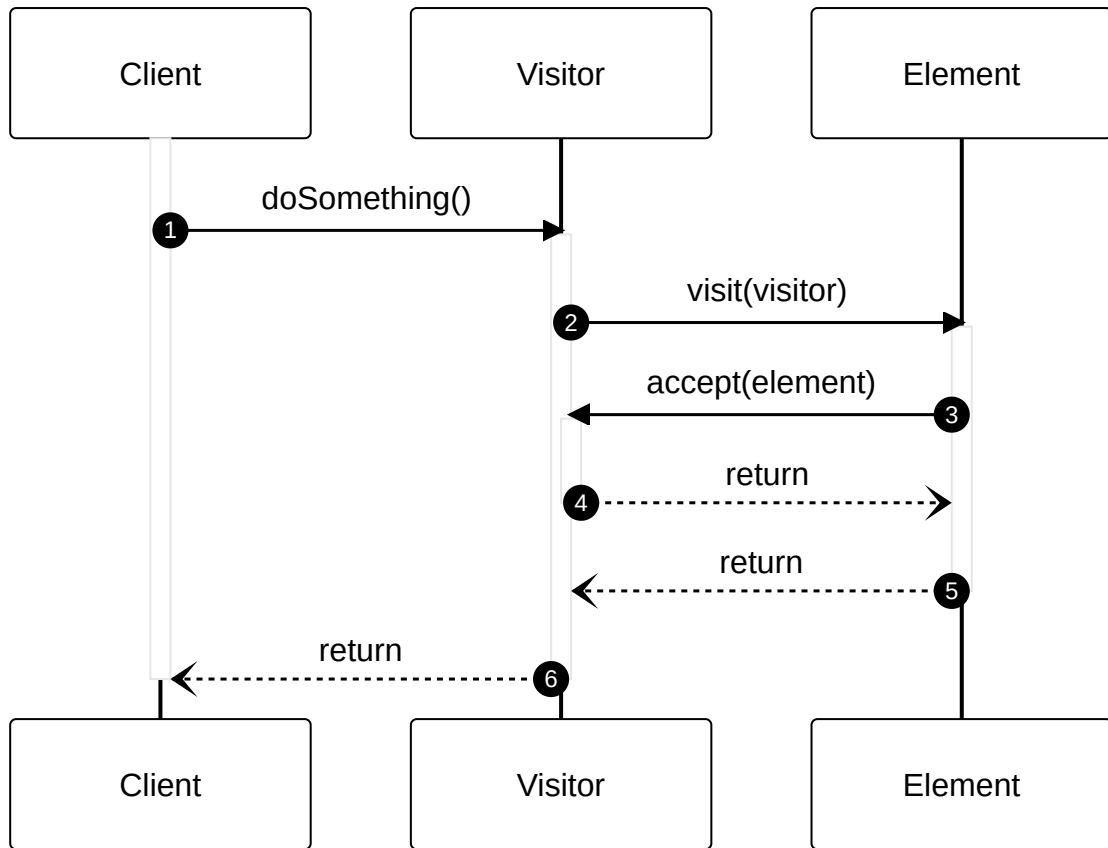 Client
Visitor
Element
doSomething()
1
visit(visitor)
2
accept(element)
3
return
4
return
5
return
6
Client
Visitor
Element